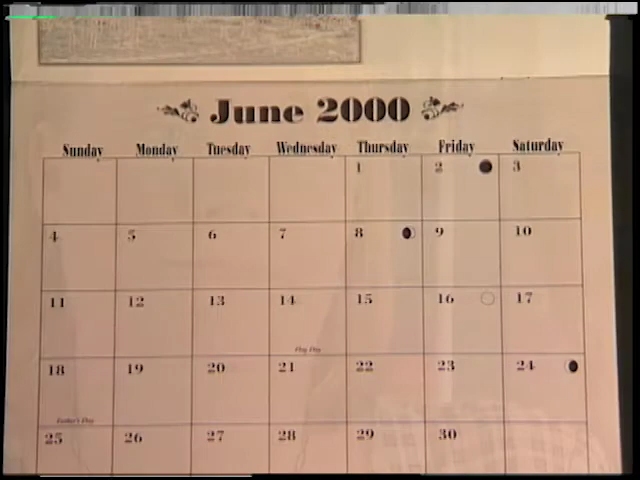 June 2000
Sunday Monday Tuesday Wednesday Thursday Friday Saturday
1 2 3
4 5 6 7 8 9 10
11 12 13 14 15 16 17
Flag Day
18 19 20 21 22 23 24
Father's Day
25 26 27 28 29 30